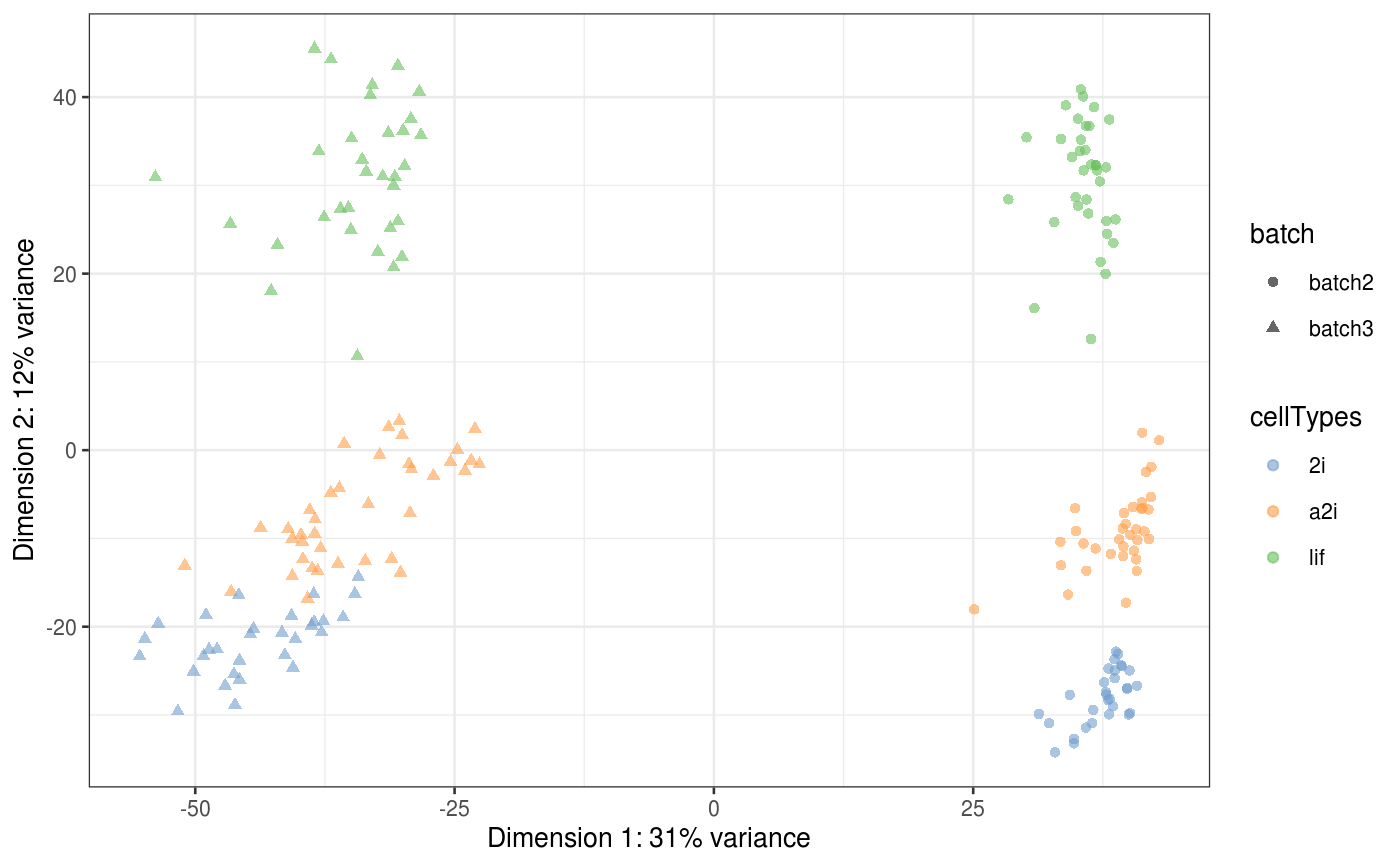 40
20
0
-20
-50
-25
0
25
Dimension 1: 31% variance
Dimension 2: 12% variance
batch
batch2
batch3
cellTypes
2i
a2i
lif